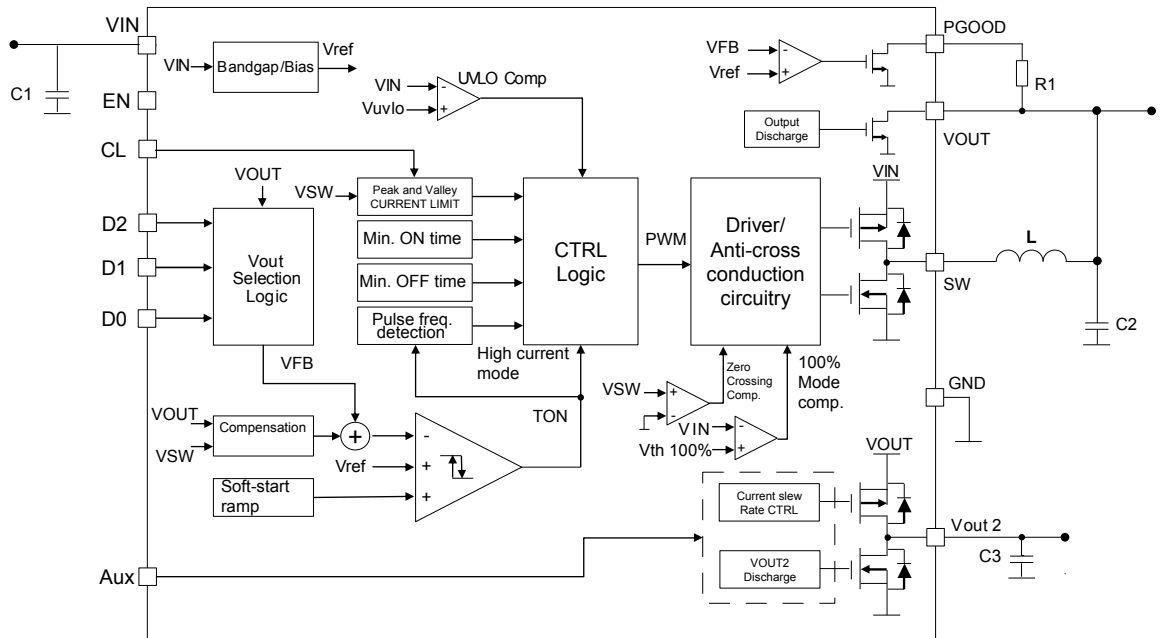 VIN
C1
EN
CL
D2
D1
D0
Aux
VIN
Bandgap/Bias
Vref
VIN
Vuvlo
-
+
UVLO Comp
VOUT
Vout
Selection
Logic
VFB
VSW
Peak and Valley
CURRENT LIMIT
Min. ON time
Min. OFF time
Pulse freq.
detection
High current
mode
CTRL
Logic
PWM
Driver/
Anti-cross
conduction
circuitry
VOUT
VSW
Compensation
+
Soft-start
ramp
Vref
-
+
+
TON
VSW
+
-
Zero
Crossing
Comp.
VIN
Vth 100%
-
+
100%
Mode
comp.
VFB
Vref
-
+
Output
Discharge
PGOOD
R1
VOUT
VIN
SW
L
C2
GND
VOUT
Current slew
Rate CTRL
VOUT2
Discharge
Vout 2
C3